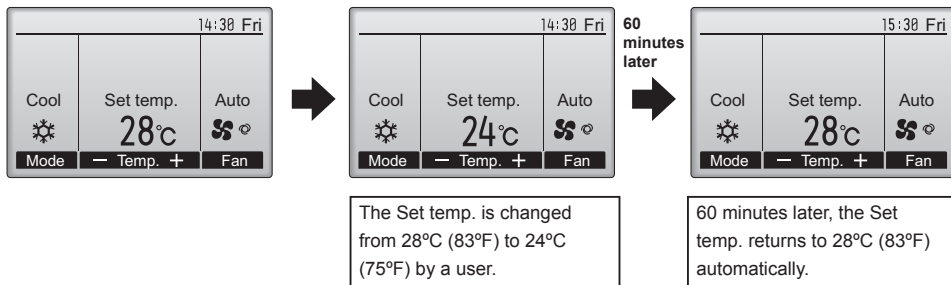 14:30 Fri
Cool Set temp. Auto
28°C
Mode — Temp. + Fan
14:30 Fri
Cool Set temp. Auto
24°C
Mode — Temp. + Fan
The Set temp. is changed
from 28ºC (83ºF) to 24ºC
(75ºF) by a user.
60
minutes
later
15:30 Fri
Cool Set temp. Auto
28°C
Mode — Temp. + Fan
60 minutes later, the Set
temp. returns to 28ºC (83ºF)
automatically.